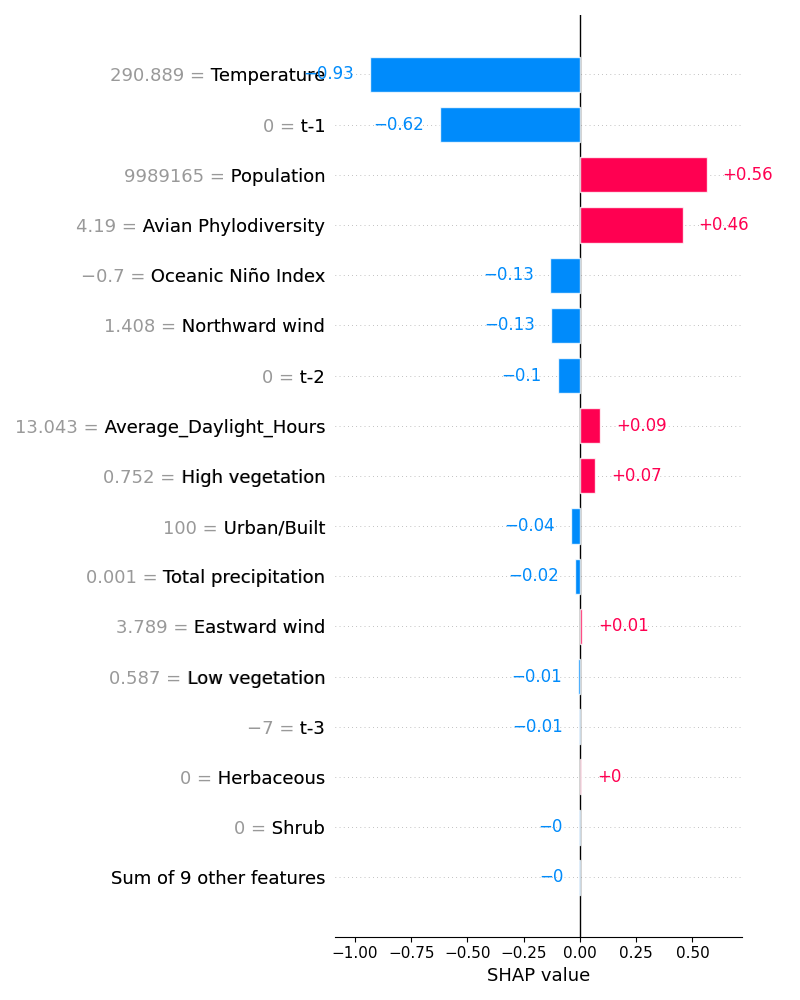 290.889 = Temperature −0.93
0 = t-1 −0.62
9989165 = Population +0.56
4.19 = Avian Phylodiversity +0.46
−0.7 = Oceanic Niño Index −0.13
1.408 = Northward wind −0.13
0 = t-2 −0.1
13.043 = Average_Daylight_Hours +0.09
0.752 = High vegetation +0.07
100 = Urban/Built −0.04
0.001 = Total precipitation −0.02
3.789 = Eastward wind +0.01
0.587 = Low vegetation −0.01
−7 = t-3 −0.01
0 = Herbaceous +0
0 = Shrub −0
Sum of 9 other features −0
−1.00 −0.75 −0.50 −0.25 0.00 0.25 0.50
SHAP value